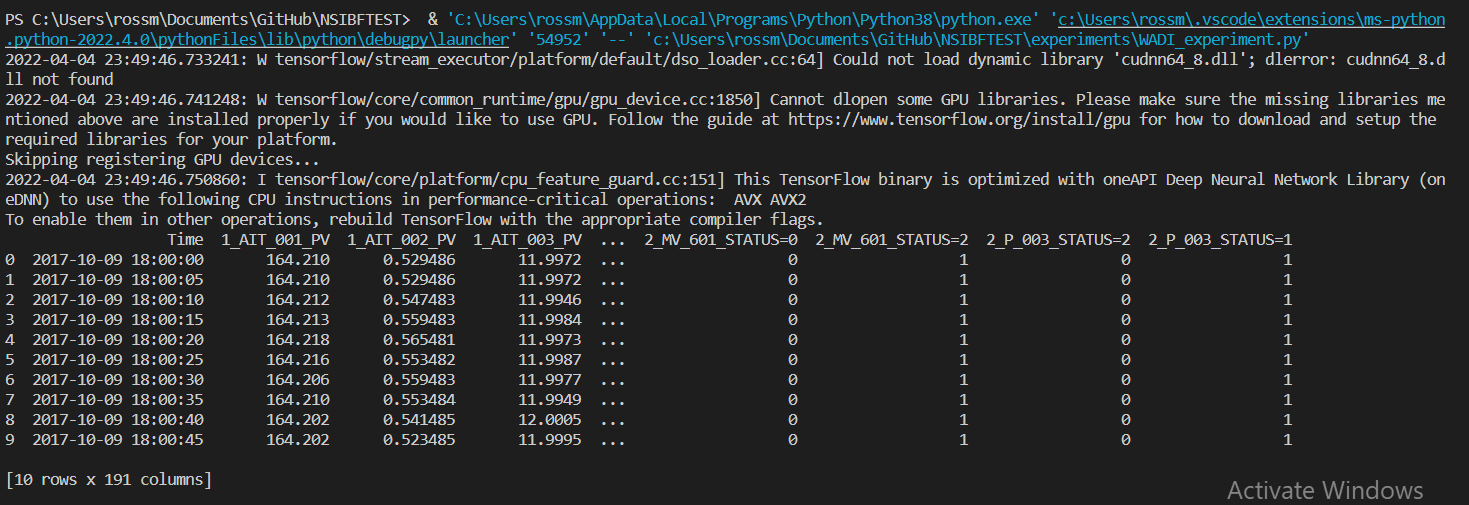 PS C:\Users\rossm\Documents\GitHub\NSIBFTEST>  & 'C:\Users\rossm\AppData\Local\Programs\Python\Python38\python.exe' 'c:\Users\rossm\.vscode\extensions\ms-python
.python-2022.4.0\pythonFiles\lib\python\debugpy\launcher' '54952' '--' 'c:\Users\rossm\Documents\GitHub\NSIBFTEST\experiments\WADI_experiment.py'
2022-04-04 23:49:46.733241: W tensorflow/stream_executor/platform/default/dso_loader.cc:64] Could not load dynamic library 'cudnn64_8.dll'; dlerror: cudnn64_8.d
ll not found
2022-04-04 23:49:46.741248: W tensorflow/core/common_runtime/gpu/gpu_device.cc:1850] Cannot dlopen some GPU libraries. Please make sure the missing libraries me
ntioned above are installed properly if you would like to use GPU. Follow the guide at https://www.tensorflow.org/install/gpu for how to download and setup the
required libraries for your platform.
Skipping registering GPU devices...
2022-04-04 23:49:46.750860: I tensorflow/core/platform/cpu_feature_guard.cc:151] This TensorFlow binary is optimized with oneAPI Deep Neural Network Library (on
eDNN) to use the following CPU instructions in performance-critical operations:  AVX AVX2
To enable them in other operations, rebuild TensorFlow with the appropriate compiler flags.
Time  1_AIT_001_PV  1_AIT_002_PV  1_AIT_003_PV  ...  2_MV_601_STATUS=0  2_MV_601_STATUS=2  2_P_003_STATUS=2  2_P_003_STATUS=1
0  2017-10-09 18:00:00  164.210  0.529486  11.9972  ...  0  1  0  1
1  2017-10-09 18:00:05  164.210  0.529486  11.9972  ...  0  1  0  1
2  2017-10-09 18:00:10  164.212  0.547483  11.9946  ...  0  1  0  1
3  2017-10-09 18:00:15  164.213  0.559483  11.9984  ...  0  1  0  1
4  2017-10-09 18:00:20  164.218  0.565481  11.9973  ...  0  1  0  1
5  2017-10-09 18:00:25  164.216  0.553482  11.9987  ...  0  1  0  1
6  2017-10-09 18:00:30  164.206  0.559483  11.9977  ...  0  1  0  1
7  2017-10-09 18:00:35  164.210  0.553484  11.9949  ...  0  1  0  1
8  2017-10-09 18:00:40  164.202  0.541485  12.0005  ...  0  1  0  1
9  2017-10-09 18:00:45  164.202  0.523485  11.9995  ...  0  1  0  1
[10 rows x 191 columns]
Activate Windows